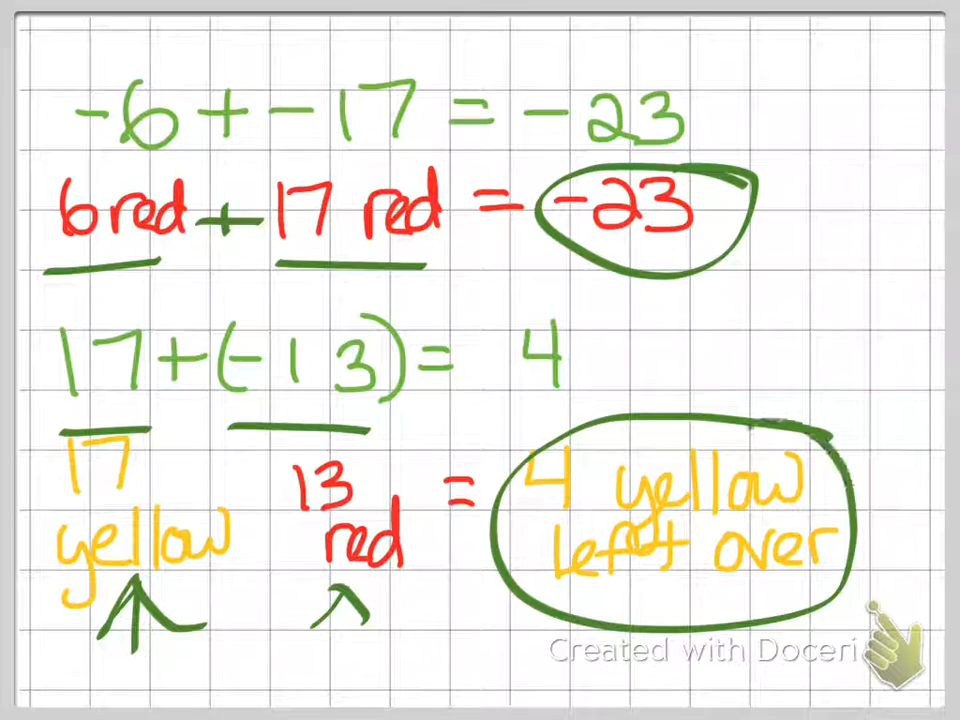 -6 + -17 = -23
6 red + 17 red = -23
17 + (-13) = 4
17 13 = 4 yellow
yellow red left over
Created with Doceri